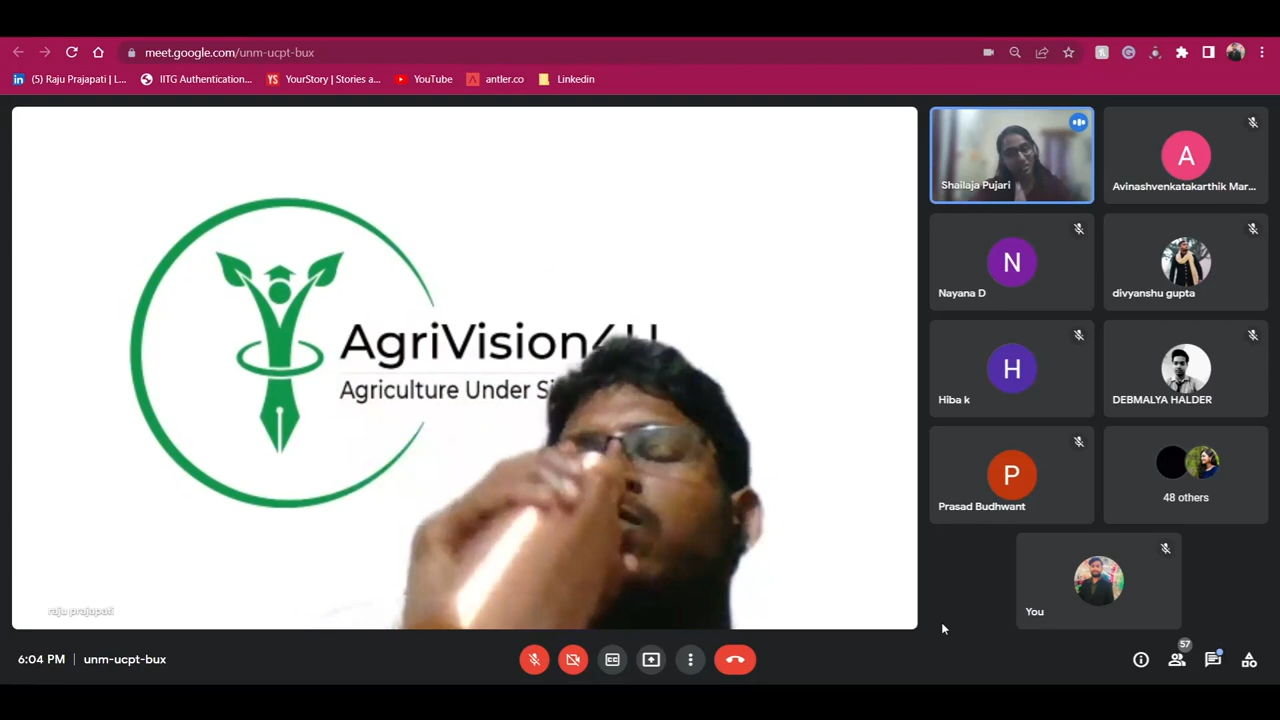 meet.google.com/unm-ucpt-bux
(5) Raju Prajapati | L...
IITG Authentication...
YourStory | Stories a...
YouTube
antler.co
Linkedin
AgriVision4U
Agriculture Under
raju prajapati
Shailaja Pujari
A
Avinashvenkatakarthik Mar...
N
Nayana D
divyanshu gupta
H
Hiba k
DEBMALYA HALDER
P
Prasad Budhwant
48 others
You
6:04 PM | unm-ucpt-bux
57